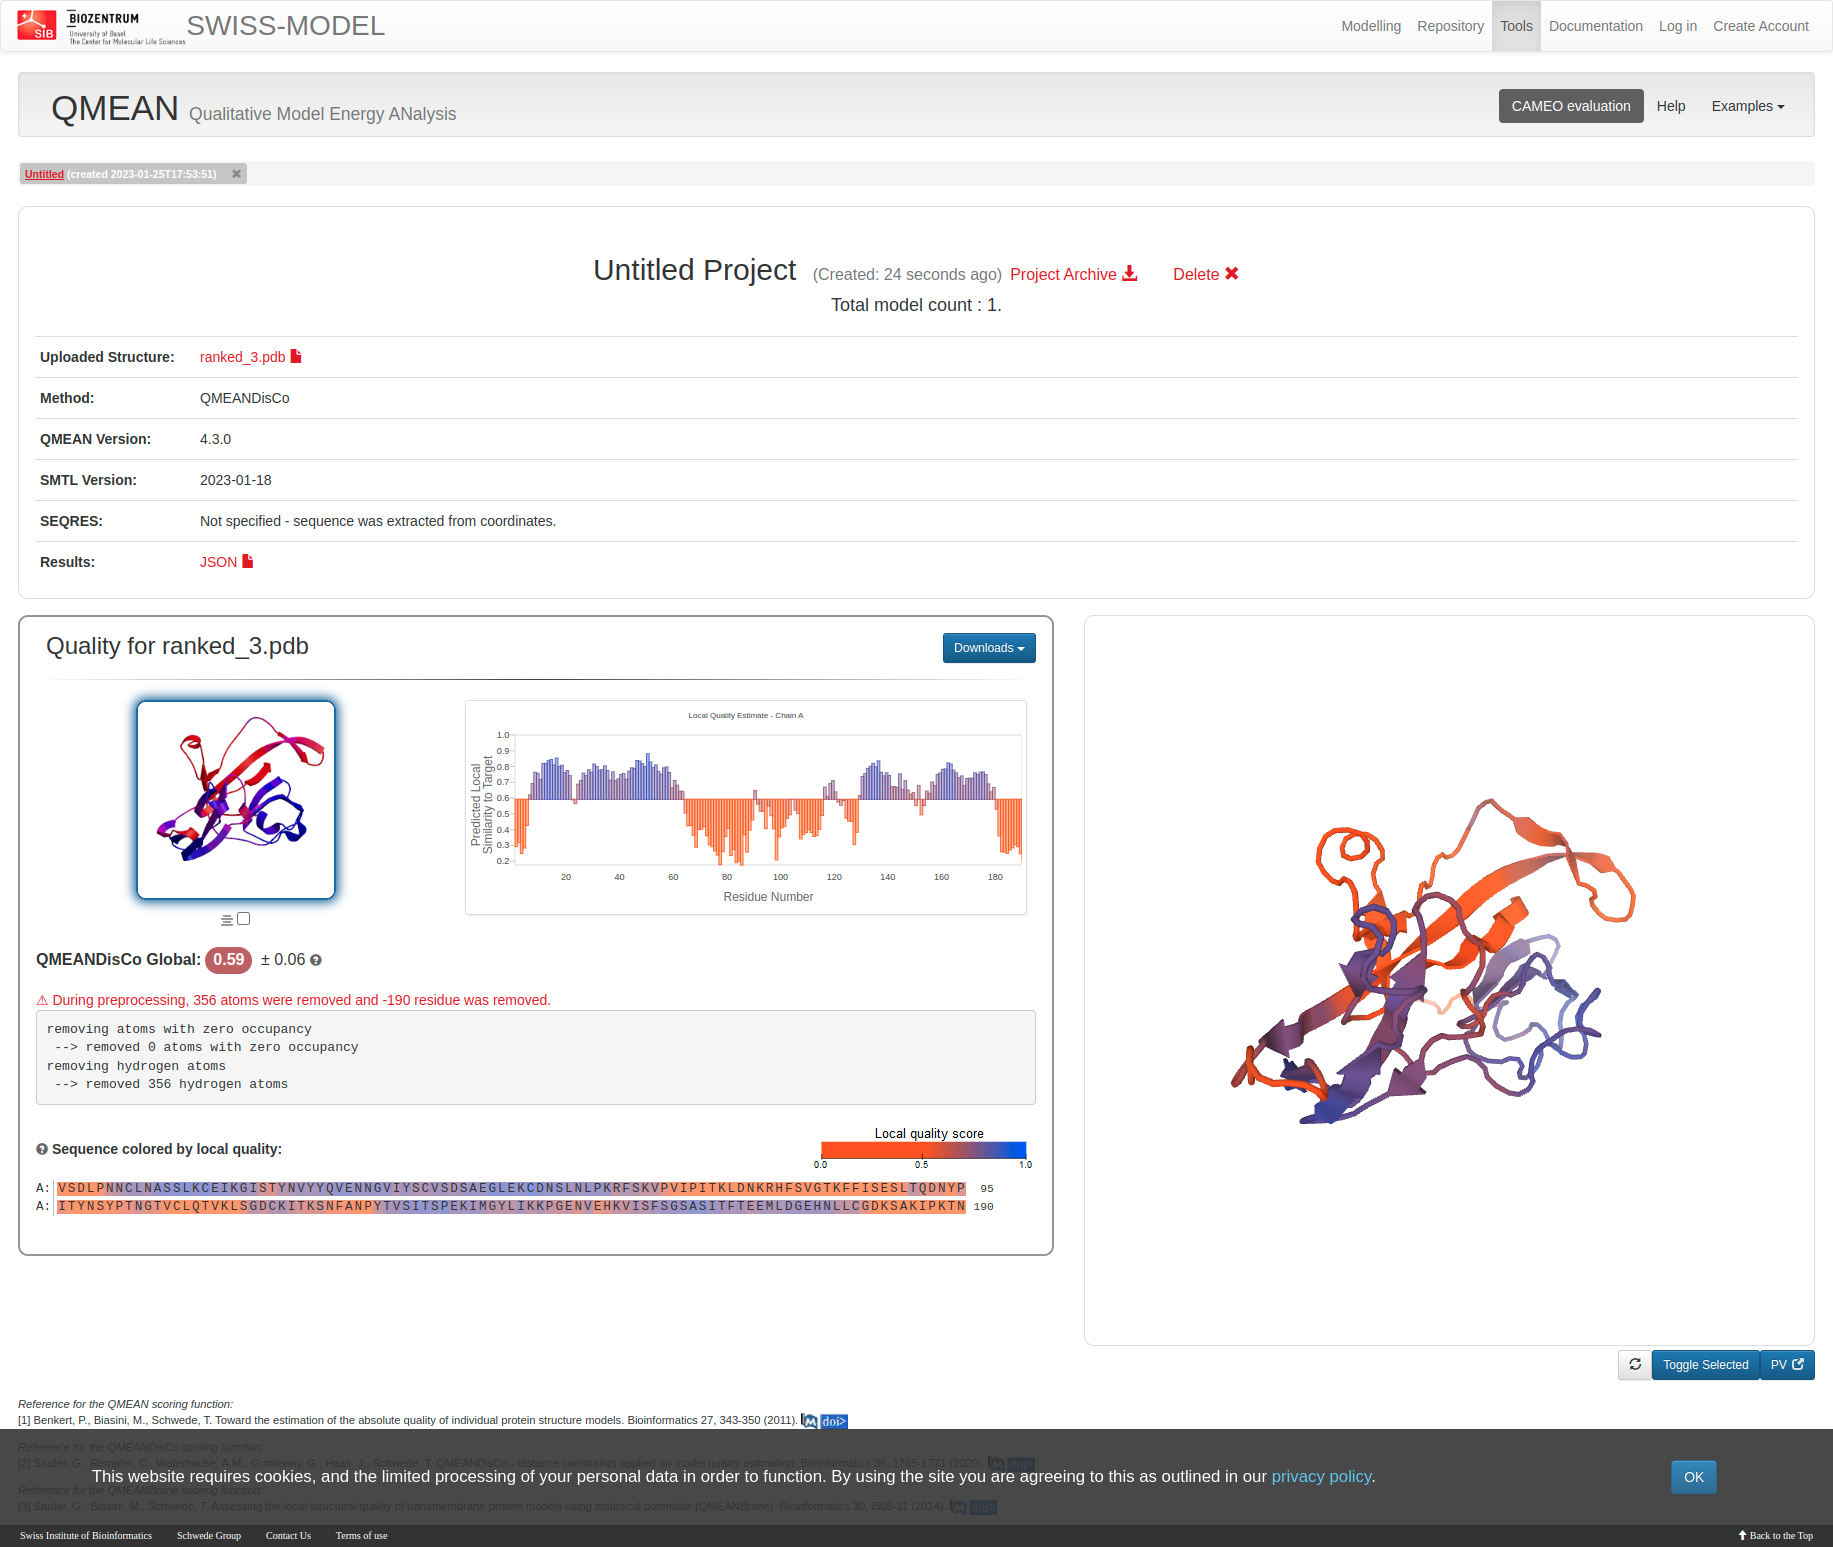 SIB
BIOZENTRUM
University of Basel
The Center for Molecular Life Sciences
SWISS-MODEL
Modelling Repository Tools Documentation Log in Create Account
QMEAN Qualitative Model Energy ANalysis
CAMEO evaluation Help Examples
Untitled (created 2023-01-25T17:53:51)
Untitled Project (Created: 24 seconds ago) Project Archive Delete
Total model count : 1.
Uploaded Structure: ranked_3.pdb
Method: QMEANDisCo
QMEAN Version: 4.3.0
SMTL Version: 2023-01-18
SEQRES: Not specified - sequence was extracted from coordinates.
Results: JSON
Quality for ranked_3.pdb
Downloads
Local Quality Estimate - Chain A
Predicted Local
Similarity to Target
1.0
0.9
0.8
0.7
0.6
0.5
0.4
0.3
0.2
20 40 60 80 100 120 140 160 180
Residue Number
QMEANDisCo Global: 0.59 ± 0.06
⚠ During preprocessing, 356 atoms were removed and -190 residue was removed.
removing atoms with zero occupancy
--> removed 0 atoms with zero occupancy
removing hydrogen atoms
--> removed 356 hydrogen atoms
Sequence colored by local quality:
Local quality score
0.0 0.5 1.0
A: VSDLPNNCLNASSLKCEIKGISTYNVYYQVENNGVIYSCVSDSAEGLEKCDNSLNLPKRFSKVPVIPITKLDNKRHFSVGTKFFISESLTQDNYP 95
A: ITYNSYPTNGTVCLQTVKLSGDCKITKSNFANPYTVSITSPEKIMGYLIKKPGENVEHKVISFSGSASITFTEEMLDGEHNLLCGDKSAKIPKTN 190
Toggle Selected PV
Reference for the QMEAN scoring function:
[1] Benkert, P., Biasini, M., Schwede, T. Toward the estimation of the absolute quality of individual protein structure models. Bioinformatics 27, 343-350 (2011). M doi>
Reference for the QMEANDisCo scoring function:
[2] Studer, G., Rempfer, C., Waterhouse, A.M., Gumienny, G., Haas, J., Schwede, T. QMEANDisCo - distance constraints applied on model quality estimation. Bioinformatics 36, 1765-1771 (2020). M doi>
This website requires cookies, and the limited processing of your personal data in order to function. By using the site you are agreeing to this as outlined in our privacy policy.
OK
Reference for the QMEANBrane scoring function:
[3] Studer, G., Biasini, M., Schwede, T. Assessing the local structural quality of transmembrane protein models using statistical potentials (QMEANBrane). Bioinformatics 30, i505-11 (2014). M doi>
Swiss Institute of Bioinformatics Schwede Group Contact Us Terms of use
Back to the Top